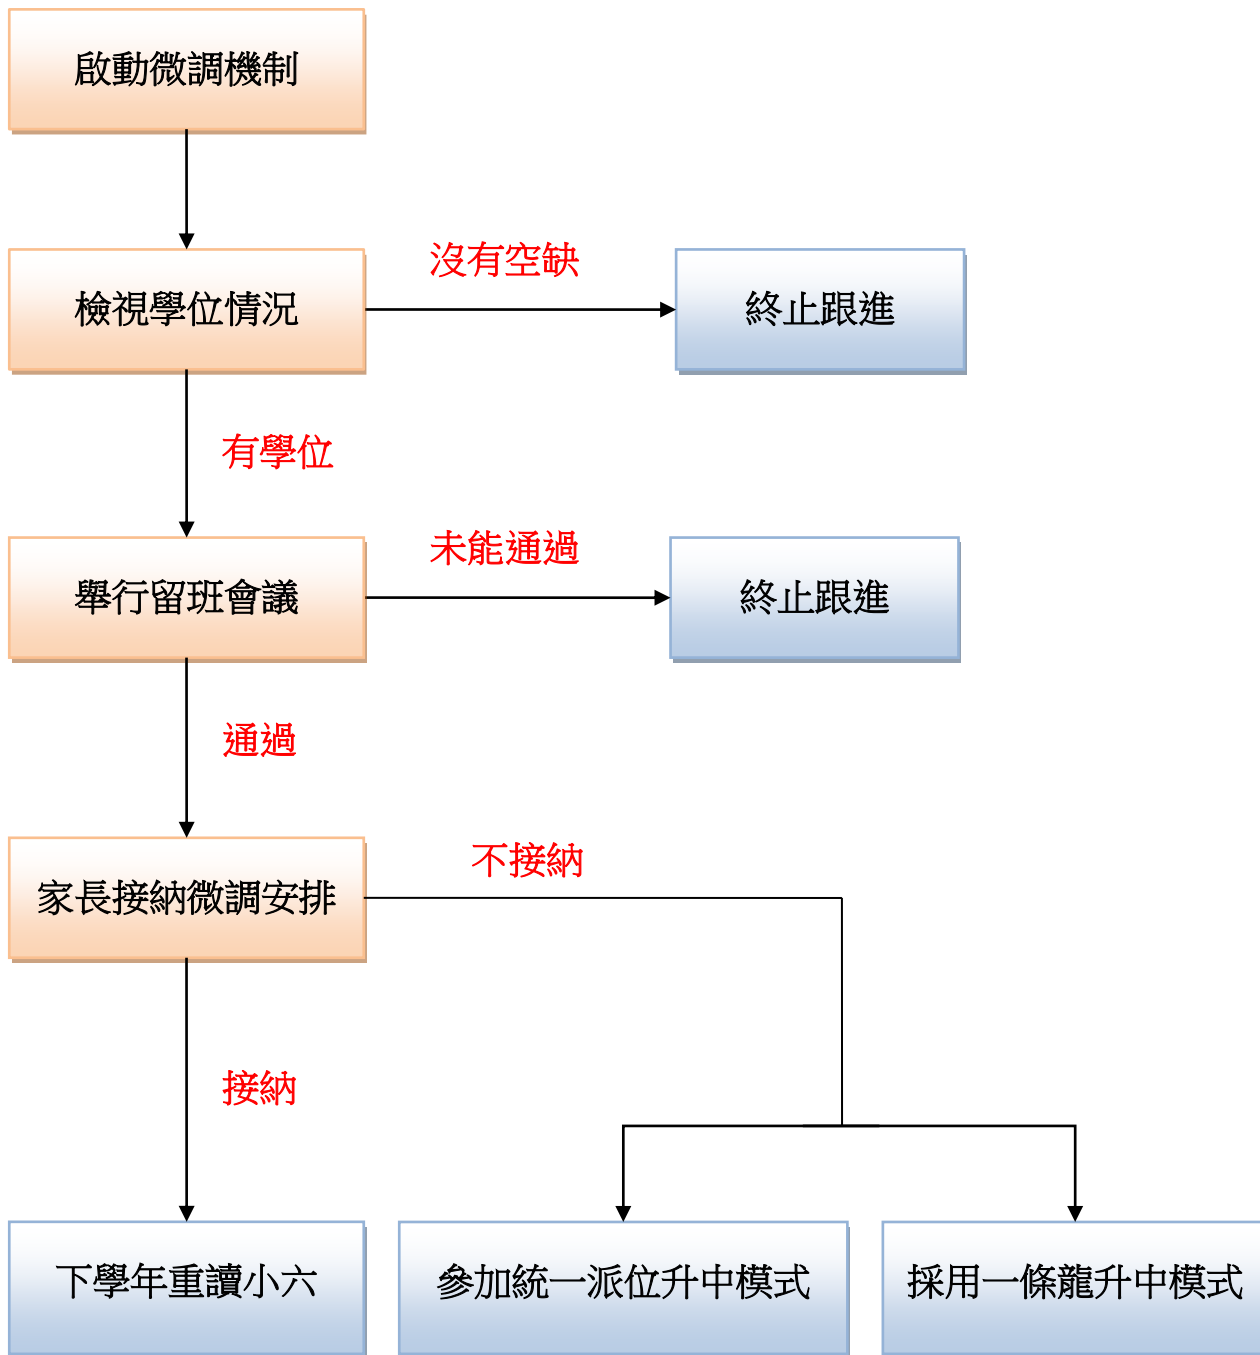 啟動微調機制
沒有空缺
檢視學位情況
終止跟進
有學位
未能通過
舉行留班會議
終止跟進
通過
不接納
家長接納微調安排
接納
下學年重讀小六
參加統一派位升中模式
採用一條龍升中模式